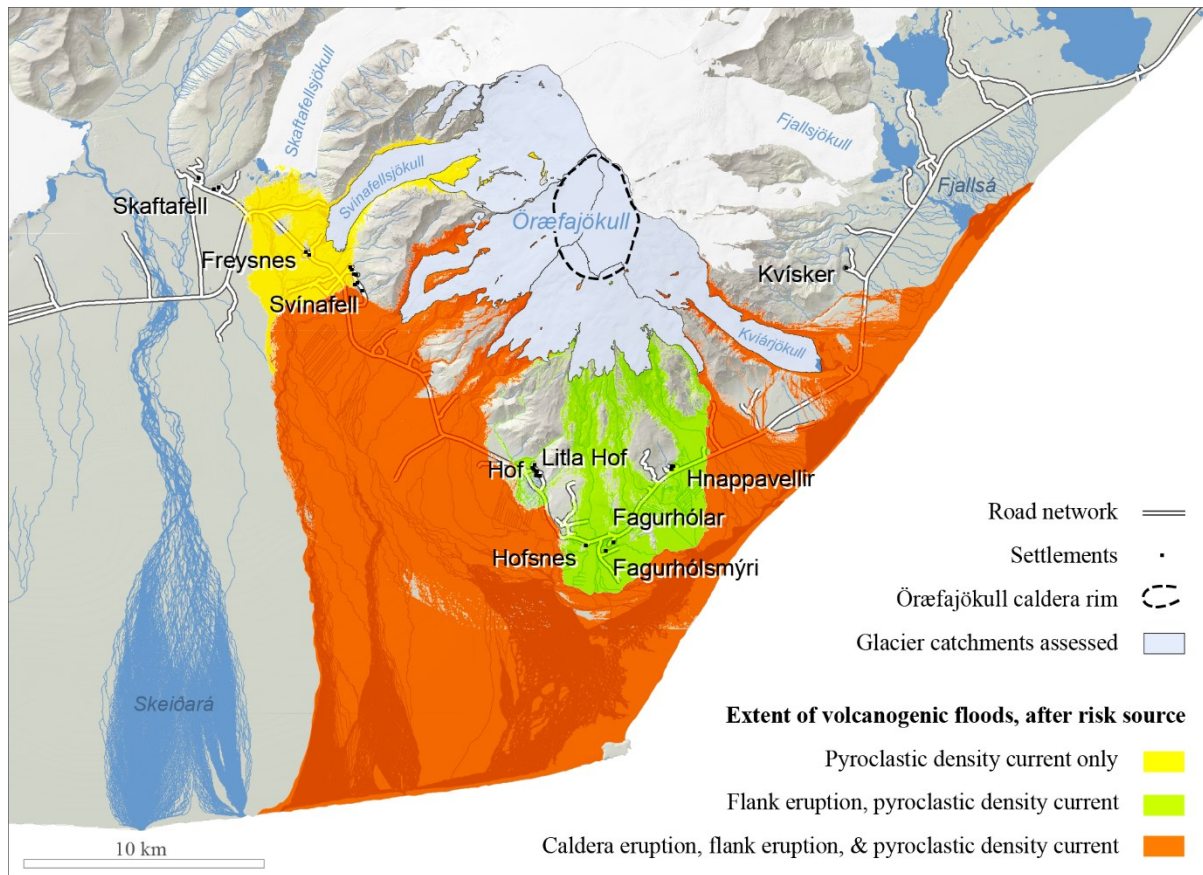 Skaftafellsjökull
Svínafellsjökull
Fjallsjökull
Fjallsá
Skaftafell
Öræfajökull
Freysnes
Kvísker
Svínafell
Kvíárjökull
Hof
Litla Hof
Hnappavellir
Fagurhólar
Hofsnes
Fagurhólsmýri
Skeiðará
10 km
Road network
Settlements
Öræfajökull caldera rim
Glacier catchments assessed
Extent of volcanogenic floods, after risk source
Pyroclastic density current only
Flank eruption, pyroclastic density current
Caldera eruption, flank eruption, & pyroclastic density current